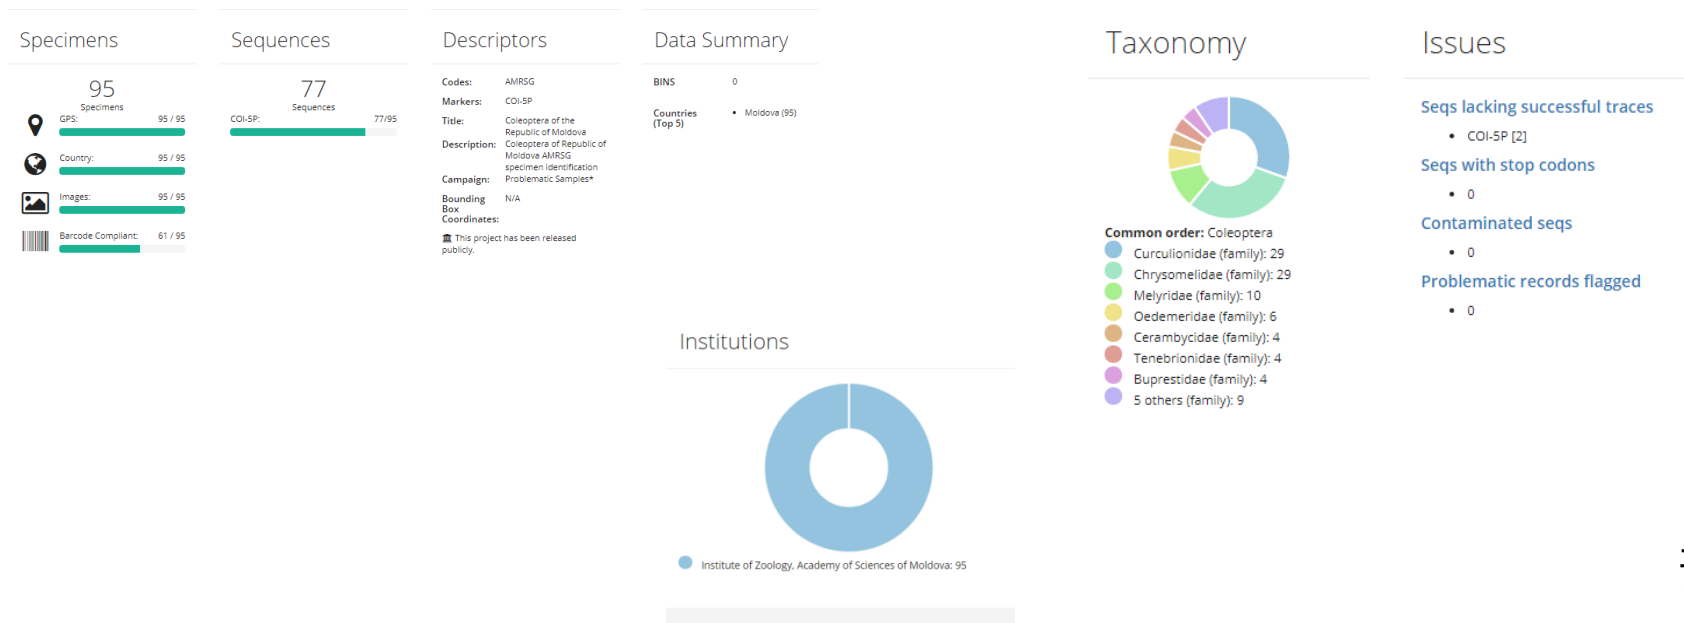 Specimens
95
Specimens
GPS: 95 / 95
Country: 95 / 95
Images: 95 / 95
Barcode Compliant: 61 / 95
Sequences
77
Sequences
COI-5P: 77/95
Descriptors
Codes: AMRSG
Markers: COI-5P
Title: Coleoptera of the
Republic of Moldova
Description: Coleoptera of Republic of
Moldova AMRSG
specimen identification
Campaign: Problematic Samples*
Bounding N/A
Box
Coordinates:
This project has been released
publicly.
Data Summary
BINS 0
Countries • Moldova (95)
(Top 5)
Institutions
Institute of Zoology, Academy of Sciences of Moldova: 95
Taxonomy
Common order: Coleoptera
Curculionidae (family): 29
Chrysomelidae (family): 29
Melyridae (family): 10
Oedemeridae (family): 6
Cerambycidae (family): 4
Tenebrionidae (family): 4
Buprestidae (family): 4
5 others (family): 9
Issues
Seqs lacking successful traces
• COI-5P [2]
Seqs with stop codons
• 0
Contaminated seqs
• 0
Problematic records flagged
• 0